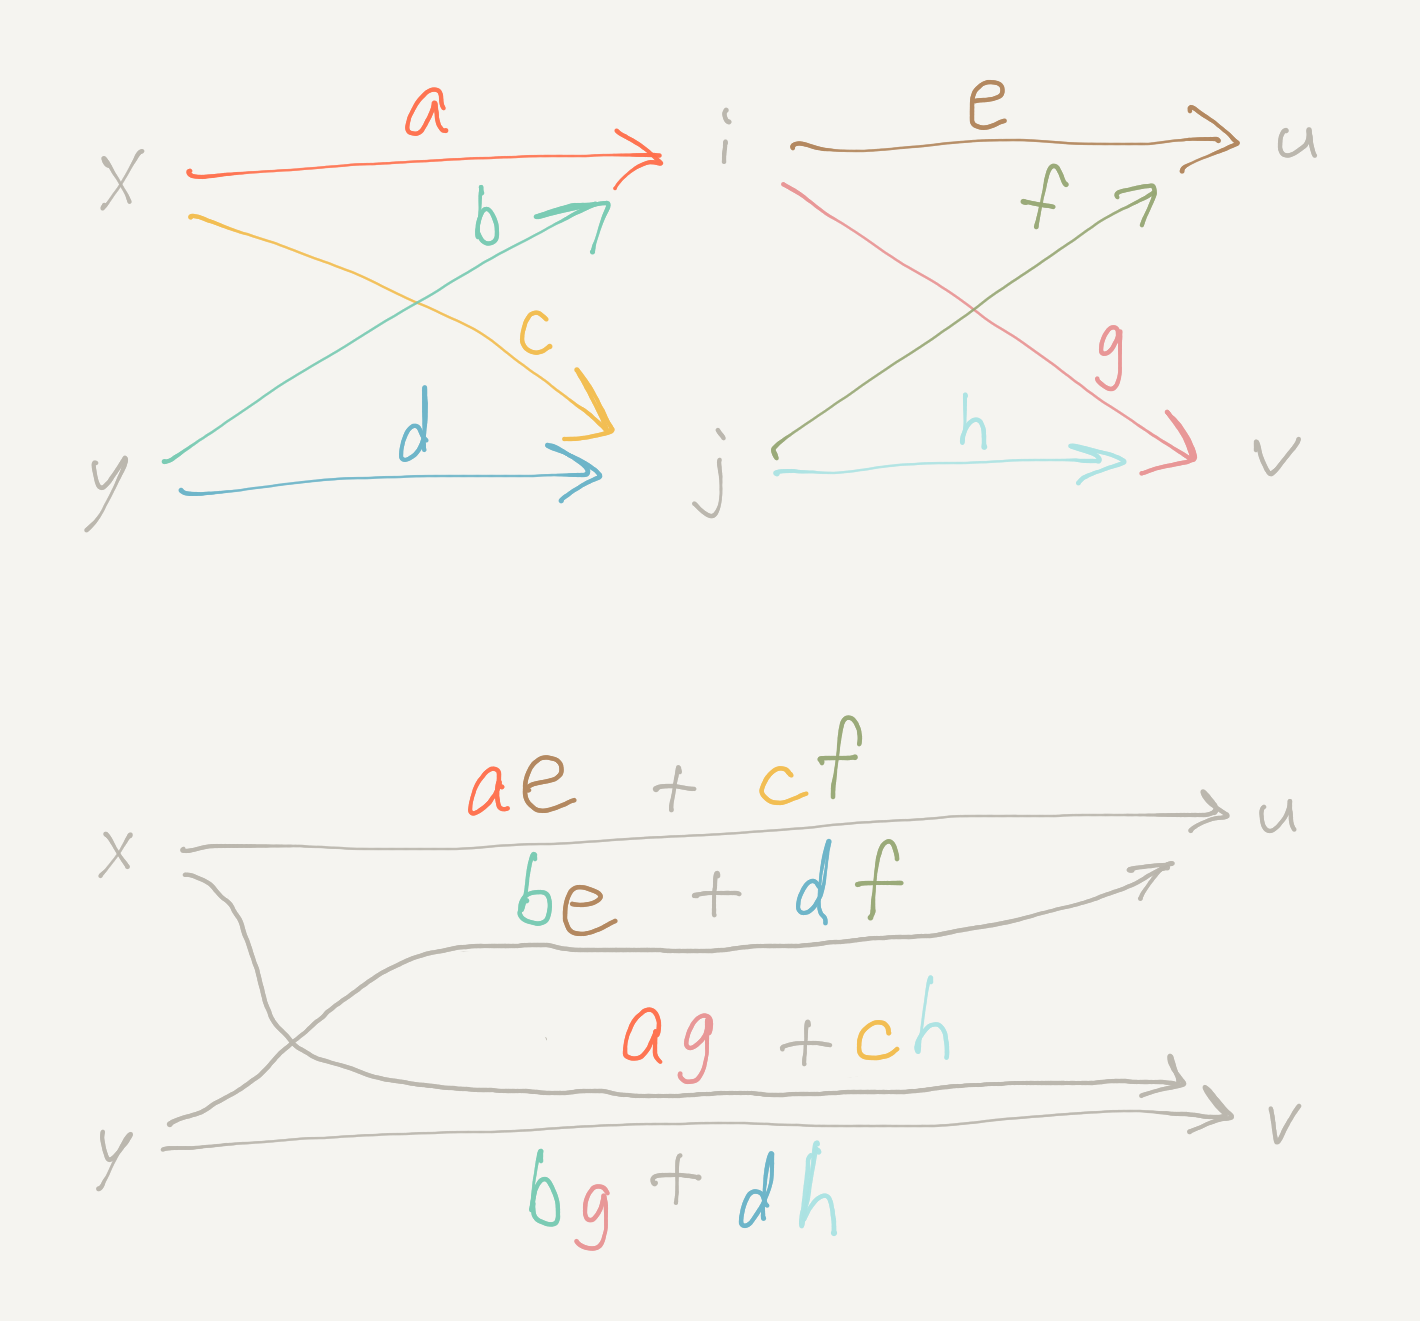 a e
x i u
b f
c g
d h
y j v
ae + cf
x u
be + df
ag + ch
y v
bg + dh